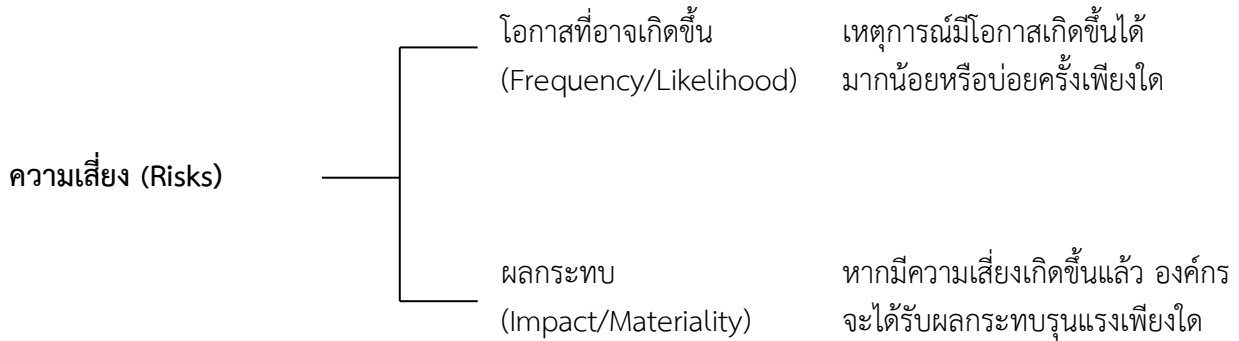 โอกาสที่อาจเกิดขึ้น เหตุการณ์มีโอกาสเกิดขึ้นได้
(Frequency/Likelihood) มากน้อยหรือบ่อยครั้งเพียงใด
ความเสี่ยง (Risks)
ผลกระทบ หากมีความเสี่ยงเกิดขึ้นแล้ว องค์กร
(Impact/Materiality) จะได้รับผลกระทบรุนแรงเพียงใด